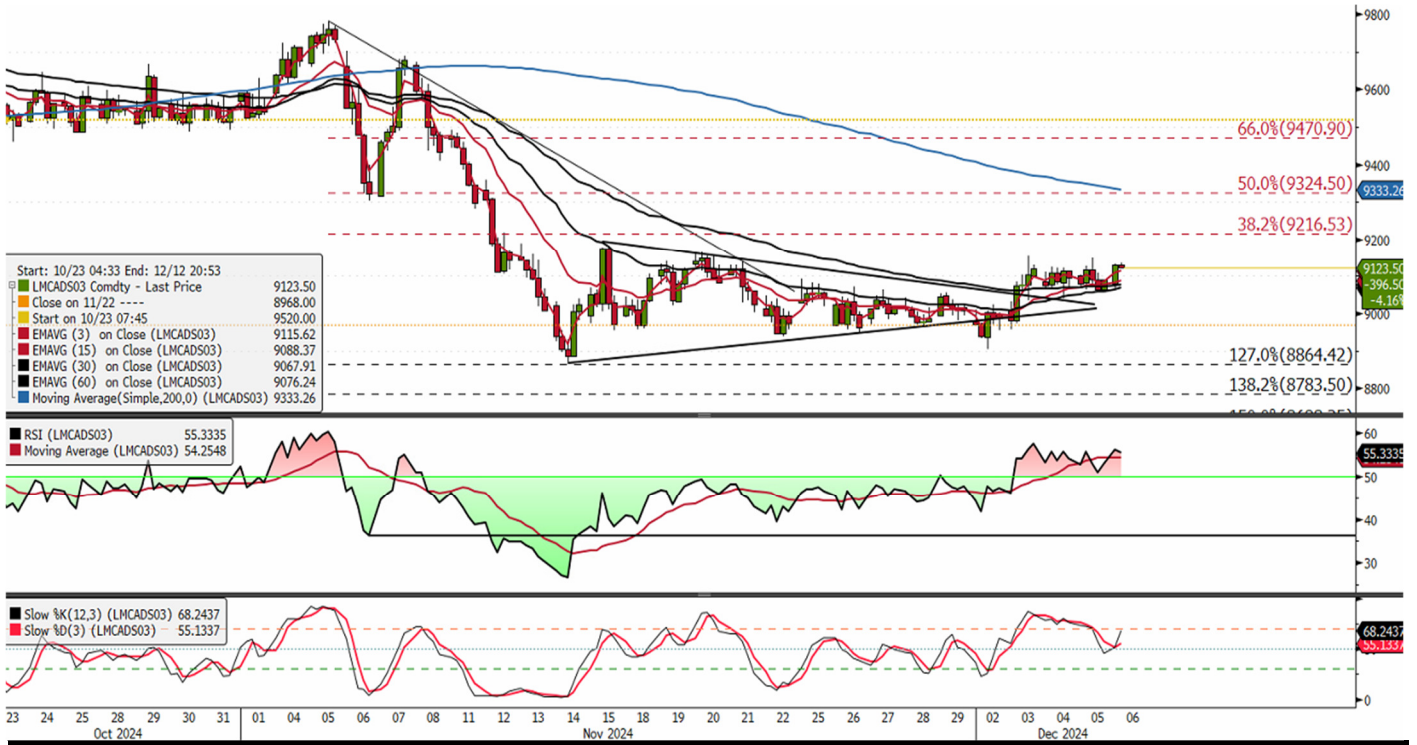 9800
9600
66.0%(9470.90)
9400
50.0%(9324.50)
9333.26
38.2%(9216.53)
9200
9123.50
-396.50
-4.16%
9000
127.0%(8864.42)
138.2%(8783.50)
8800
Start: 10/23 04:33 End: 12/12 20:53
LMCADS03 Comdty - Last Price 9123.50
Close on 11/22 ---- 8968.00
Start on 10/23 07:45 9520.00
EMAVG (3) on Close (LMCADS03) 9115.62
EMAVG (15) on Close (LMCADS03) 9088.37
EMAVG (30) on Close (LMCADS03) 9067.91
EMAVG (60) on Close (LMCADS03) 9076.24
Moving Average(Simple,200,0) (LMCADS03) 9333.26
RSI (LMCADS03) 55.3335
Moving Average (LMCADS03) 54.2548
60
55.3335
50
40
30
Slow %K(12,3) (LMCADS03) 68.2437
Slow %D(3) (LMCADS03) 55.1337
68.2437
55.1337
0
23 24 25 28 29 30 31 01 04 05 06 07 08 11 12 13 14 15 18 19 20 21 22 25 26 27 28 29 02 03 04 05 06
Oct 2024 Nov 2024 Dec 2024